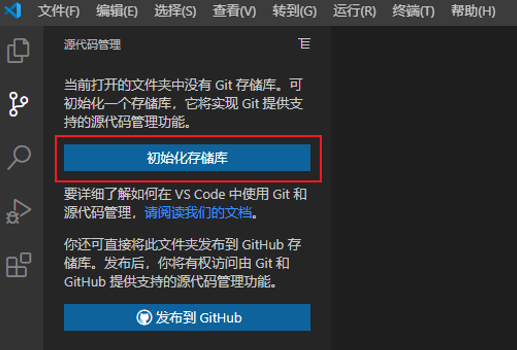 文件(F) 编辑(E) 选择(S) 查看(V) 转到(G) 运行(R) 终端(T) 帮助(H)
源代码管理
当前打开的文件夹中没有 Git 存储库。可
初始化一个存储库，它将实现 Git 提供支
持的源代码管理功能。
初始化存储库
要详细了解如何在 VS Code 中使用 Git 和
源代码管理，请阅读我们的文档。
你还可直接将此文件夹发布到 GitHub 存
储库。发布后，你将有权访问由 Git 和
GitHub 提供支持的源代码管理功能。
发布到 GitHub